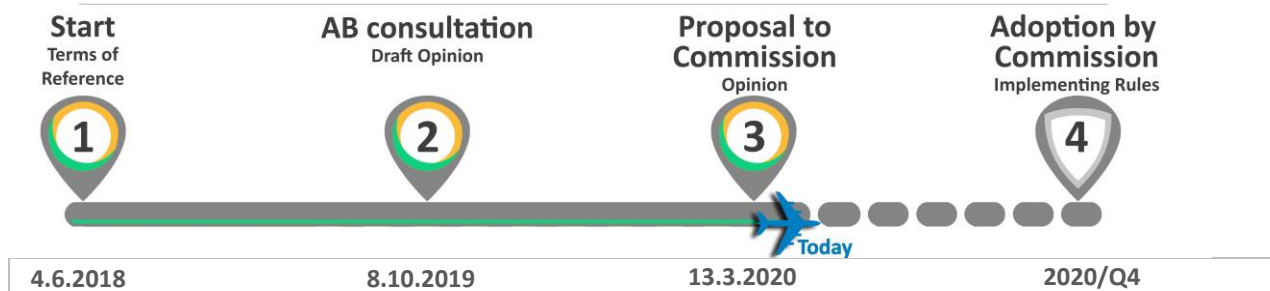 Start
Terms of
Reference
1
AB consultation
Draft Opinion
2
Proposal to
Commission
Opinion
3
Adoption by
Commission
Implementing Rules
4
Today
4.6.2018
8.10.2019
13.3.2020
2020/Q4